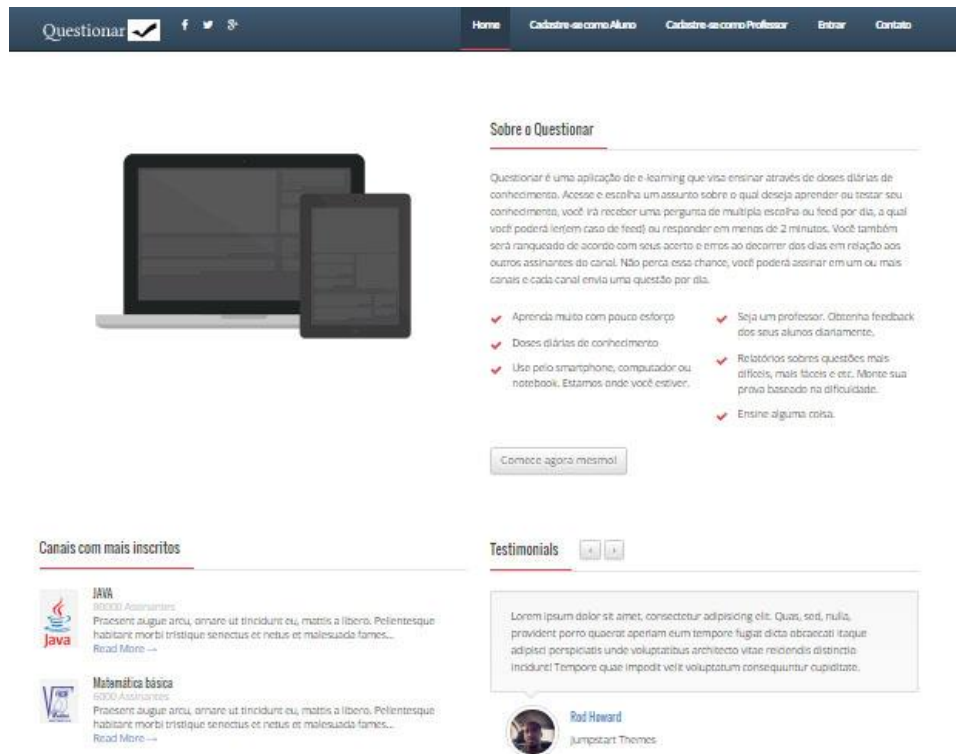 Questionar
Home Cadastre-se como Aluno Cadastre-se como Professor Entrar Contato
Sobre o Questionar
Questionar é uma aplicação de e-learning que visa ensinar através de doses diárias de
conhecimento. Acesse e escolha um assunto sobre o qual deseja aprender ou testar seu
conhecimento, você irá receber uma pergunta de multipla escolha ou feed por dia, a qual
você poderá ler(em caso de feed) ou responder em menos de 2 minutos. Você também
será ranqueado de acordo com seus acerto e erros ao decorrer dos dias em relação aos
outros assinantes do canal. Não perca essa chance, você poderá assinar em um ou mais
canais e cada canal envia uma questão por dia.
Aprenda muito com pouco esforço
Doses diárias de conhecimento
Use pelo smartphone, computador ou
notebook. Estamos onde você estiver.
Seja um professor. Obtenha feedback
dos seus alunos diariamente.
Relatórios sobres questões mais
difíceis, mais fáceis e etc. Monte sua
prova baseado na dificuldade.
Ensine alguma coisa.
Comece agora mesmo!
Canais com mais inscritos
JAVA
80000 Assinantes
Praesent augue arcu, ornare ut tincidunt eu, mattis a libero. Pellentesque
habitant morbi tristique senectus et netus et malesuada fames...
Read More →
Java
Matemática básica
6000 Assinantes
Praesent augue arcu, ornare ut tincidunt eu, mattis a libero. Pellentesque
habitant morbi tristique senectus et netus et malesuada fames...
Read More →
Testimonials
Lorem ipsum dolor sit amet, consectetur adipisicing elit. Quas, sed, nulla,
provident porro quaerat aperiam eum tempore fugiat dicta obcaecati itaque
adipisci perspiciatis unde voluptatibus architecto vitae reiciendis distinctio
incidunt! Tempore quae impedit velit voluptatum consequuntur cupiditate.
Rod Howard
Jumpstart Themes